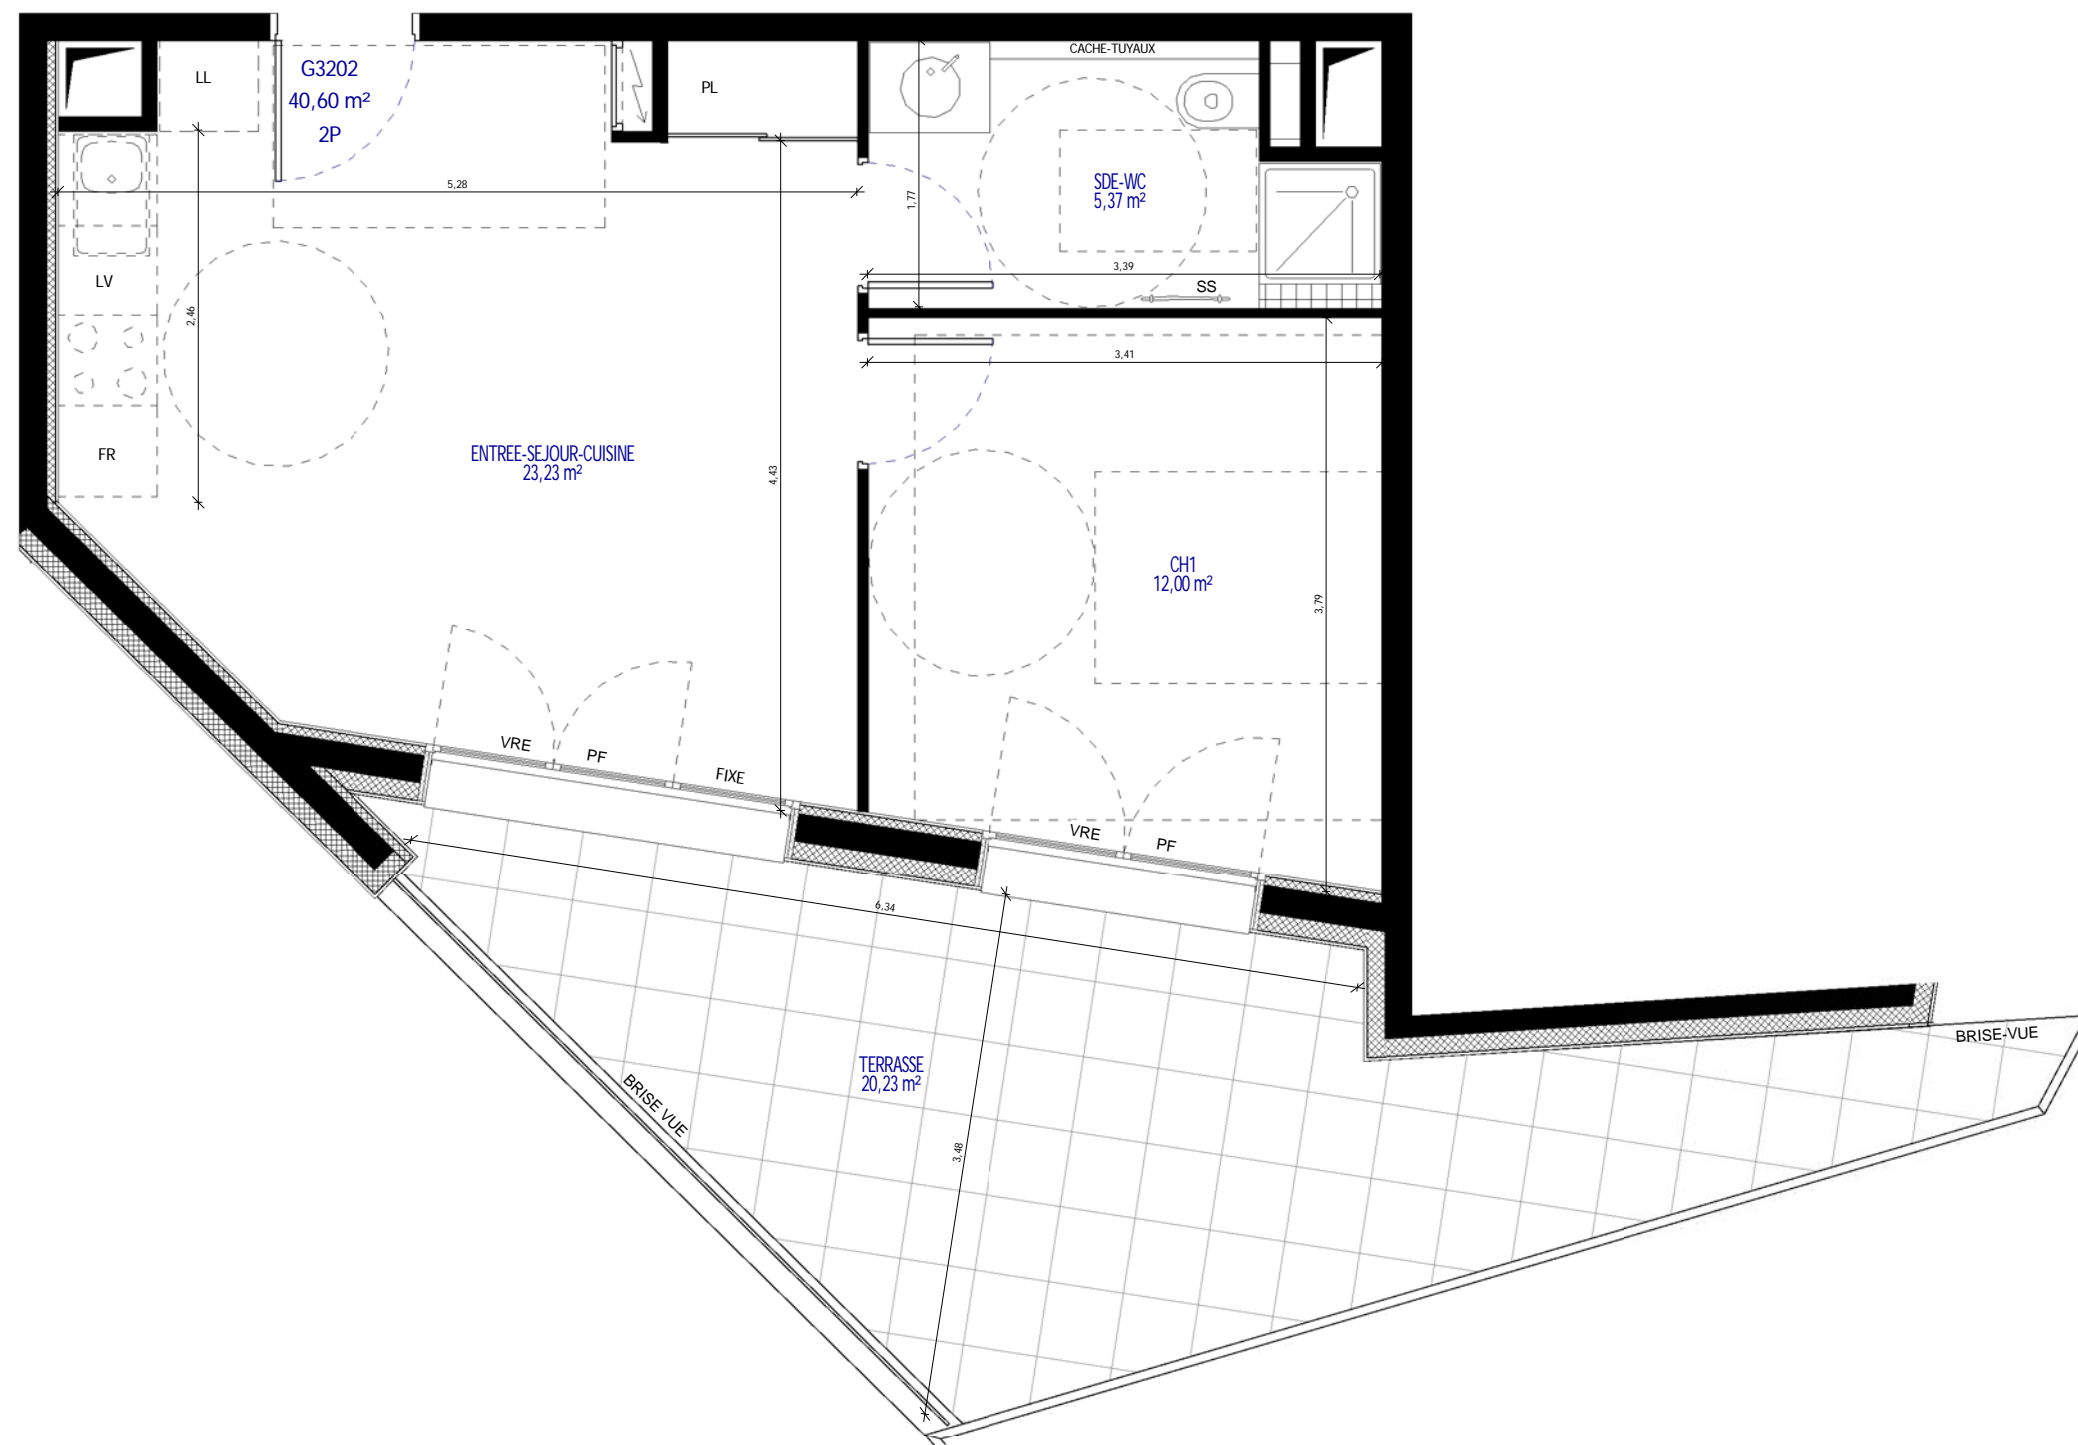 G3202
40,60 m²
2P
LL
PL
CACHE-TUYAUX
5,28
1,77
SDE-WC
5,37 m²
3,39
SS
LV
2,46
3,41
FR
ENTREE-SEJOUR-CUISINE
23,23 m²
4,43
CH1
12,00 m²
3,79
VRE
PF
FIXE
VRE
PF
6,34
TERRASSE
20,23 m²
3,48
BRISE VUE
BRISE-VUE